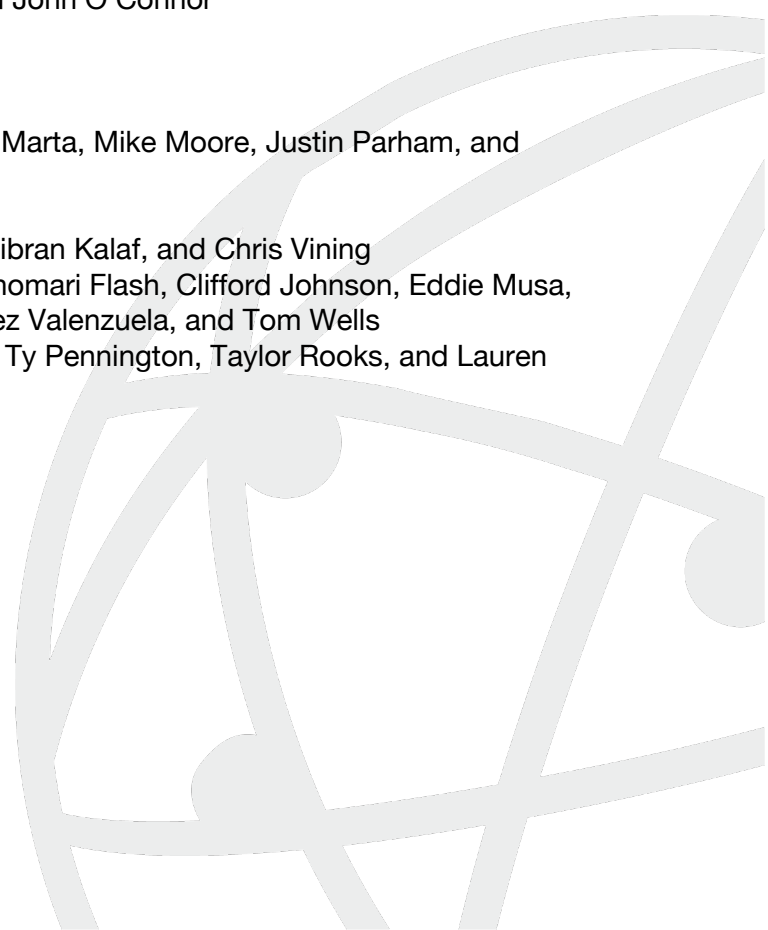 John O'Connor
Marta, Mike Moore, Justin Parham, and
ibran Kalaf, and Chris Vining
nomari Flash, Clifford Johnson, Eddie Musa,
ez Valenzuela, and Tom Wells
Ty Pennington, Taylor Rooks, and Lauren